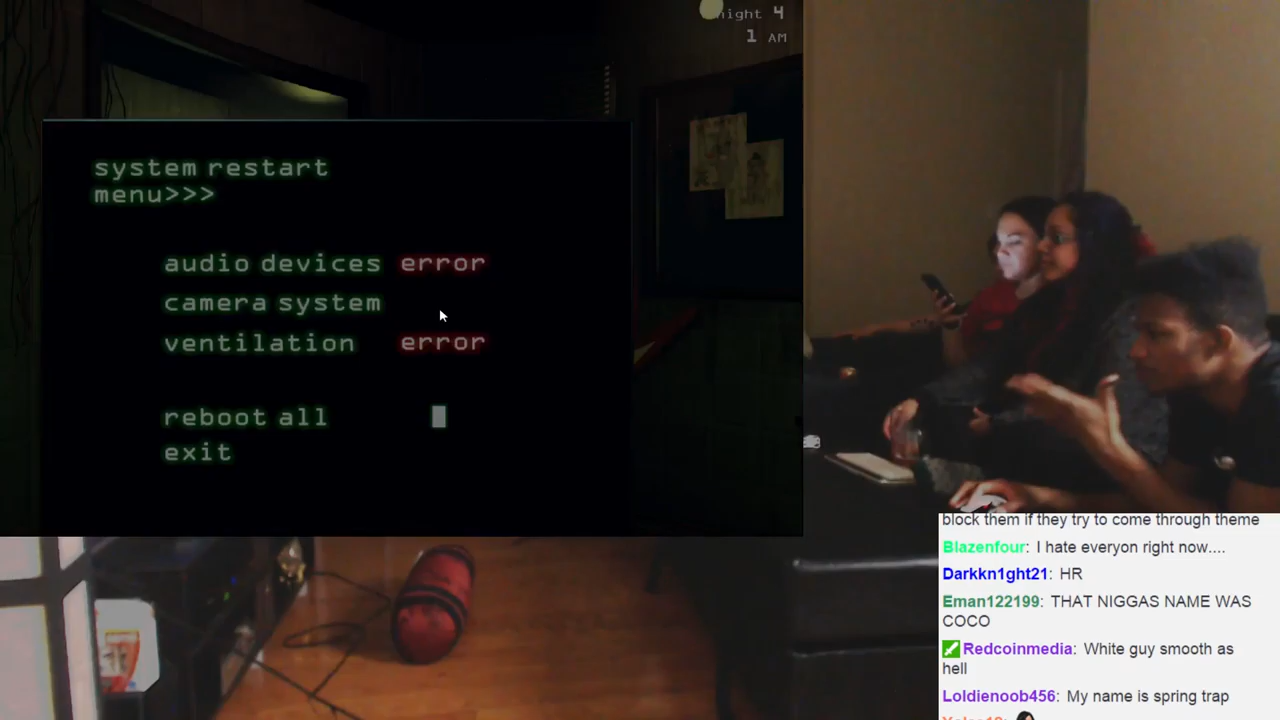 night 4
1 AM
system restart
menu>>>
audio devices error
camera system
ventilation error
reboot all
exit
block them if they try to come through theme
Blazenfour: I hate everyon right now....
Darkkn1ght21: HR
Eman122199: THAT NIGGAS NAME WAS
COCO
Redcoinmedia: White guy smooth as
hell
Loldienoob456: My name is spring trap